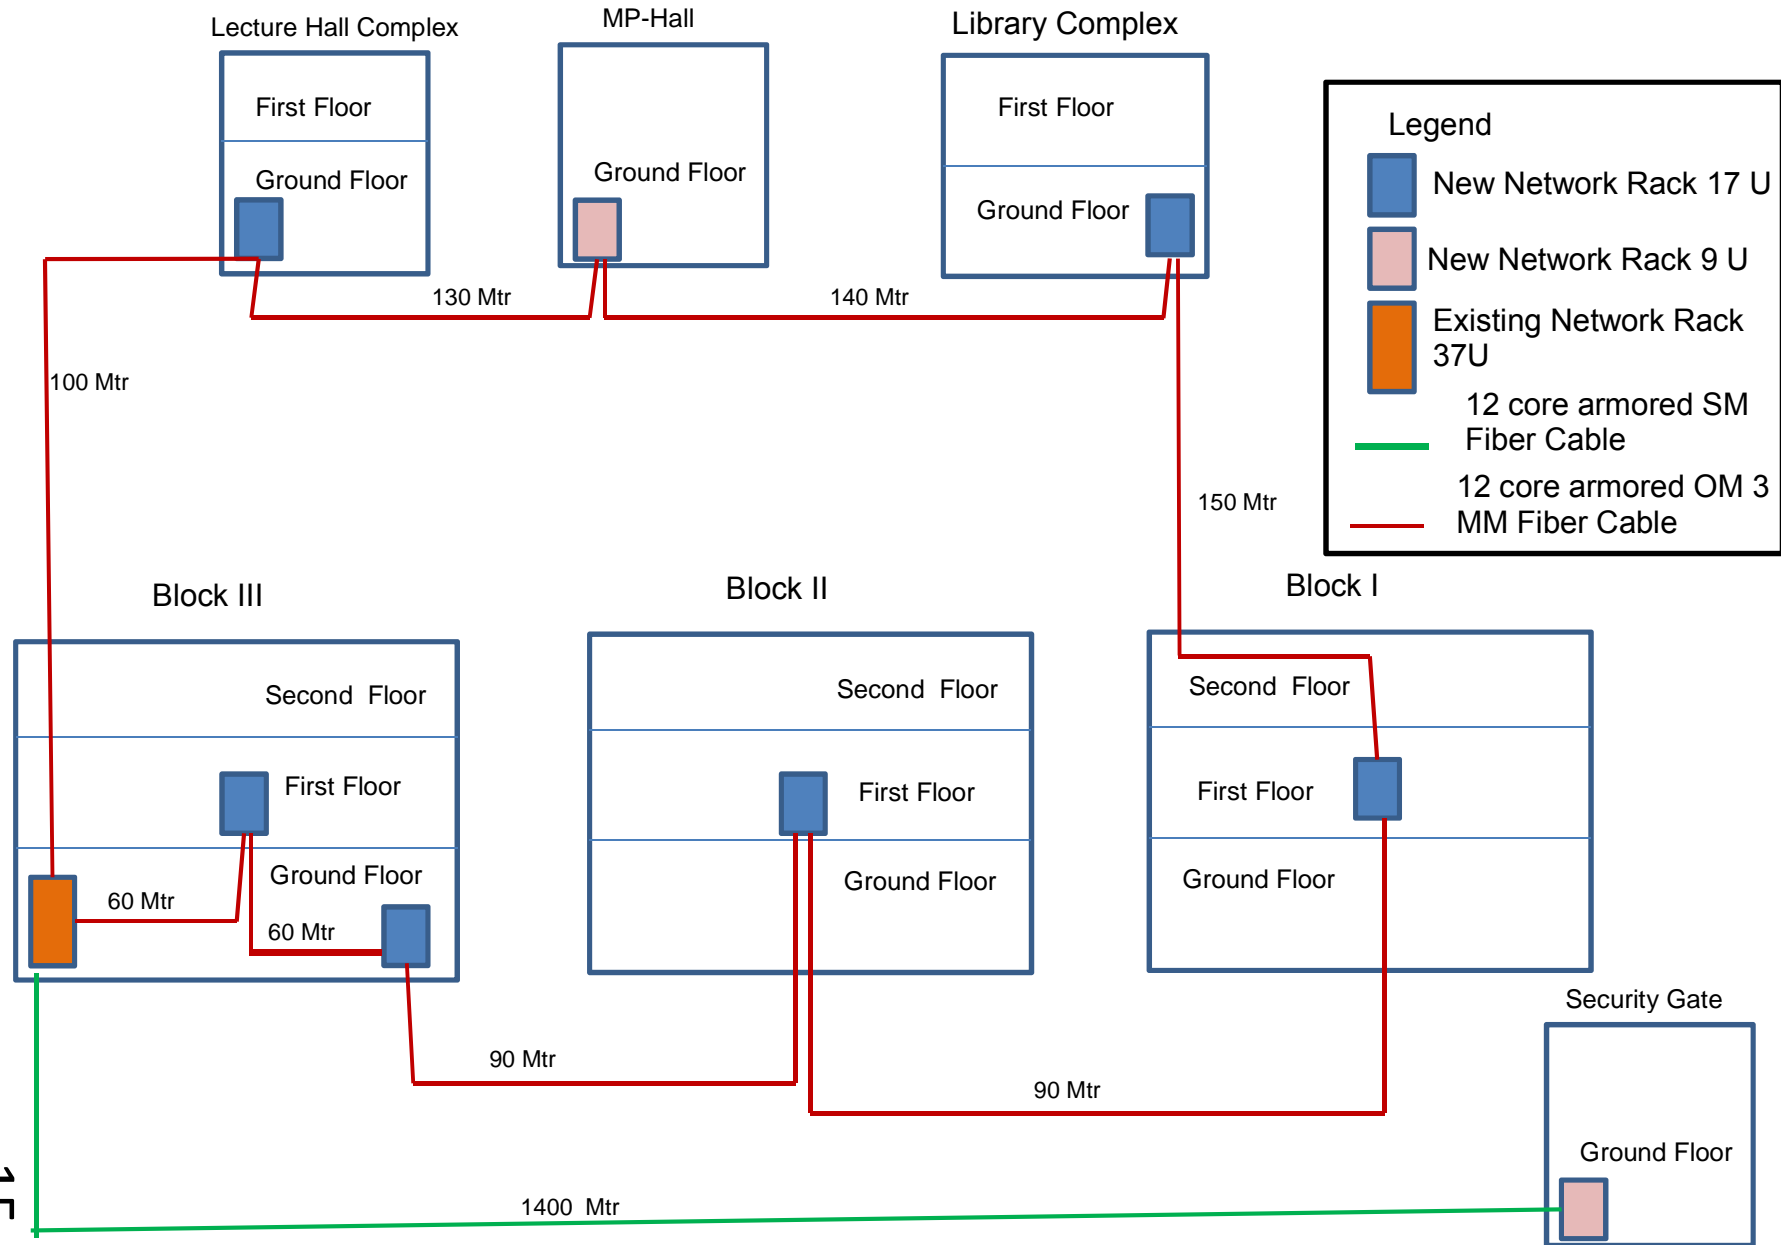 Lecture Hall Complex
MP-Hall
Library Complex
First Floor
Ground Floor
Ground Floor
First Floor
Ground Floor
Legend
New Network Rack 17 U
New Network Rack 9 U
Existing Network Rack
37U
12 core armored SM
Fiber Cable
12 core armored OM 3
MM Fiber Cable
130 Mtr
140 Mtr
100 Mtr
150 Mtr
Block III
Block II
Block I
Second  Floor
First Floor
Ground Floor
60 Mtr
60 Mtr
Second  Floor
First Floor
Ground Floor
Second  Floor
First Floor
Ground Floor
90 Mtr
90 Mtr
Security Gate
Ground Floor
1400  Mtr